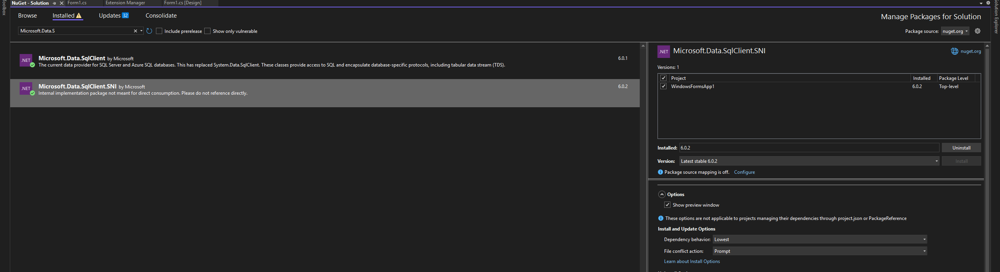 Toolbox
NuGet - Solution
Form1.cs
Extension Manager
Form1.cs [Design]
Solution Explorer
Browse
Installed
Updates 32
Consolidate
Manage Packages for Solution
Microsoft.Data.S
Include prerelease
Show only vulnerable
Package source: nuget.org
.NET
Microsoft.Data.SqlClient by Microsoft
6.0.1
The current data provider for SQL Server and Azure SQL databases. This has replaced System.Data.SqlClient. These classes provide access to SQL and encapsulate database-specific protocols, including tabular data stream (TDS).
.NET
Microsoft.Data.SqlClient.SNI by Microsoft
6.0.2
Internal implementation package not meant for direct consumption. Please do not reference directly.
.NET
Microsoft.Data.SqlClient.SNI
nuget.org
Versions: 1
Project Installed Package Level
WindowsFormsApp1 6.0.2 Top-level
Installed: 6.0.2 Uninstall
Version: Latest stable 6.0.2 Install
Package source mapping is off. Configure
Options
Show preview window
These options are not applicable to projects managing their dependencies through project.json or PackageReference
Install and Update Options
Dependency behavior: Lowest
File conflict action: Prompt
Learn about Install Options